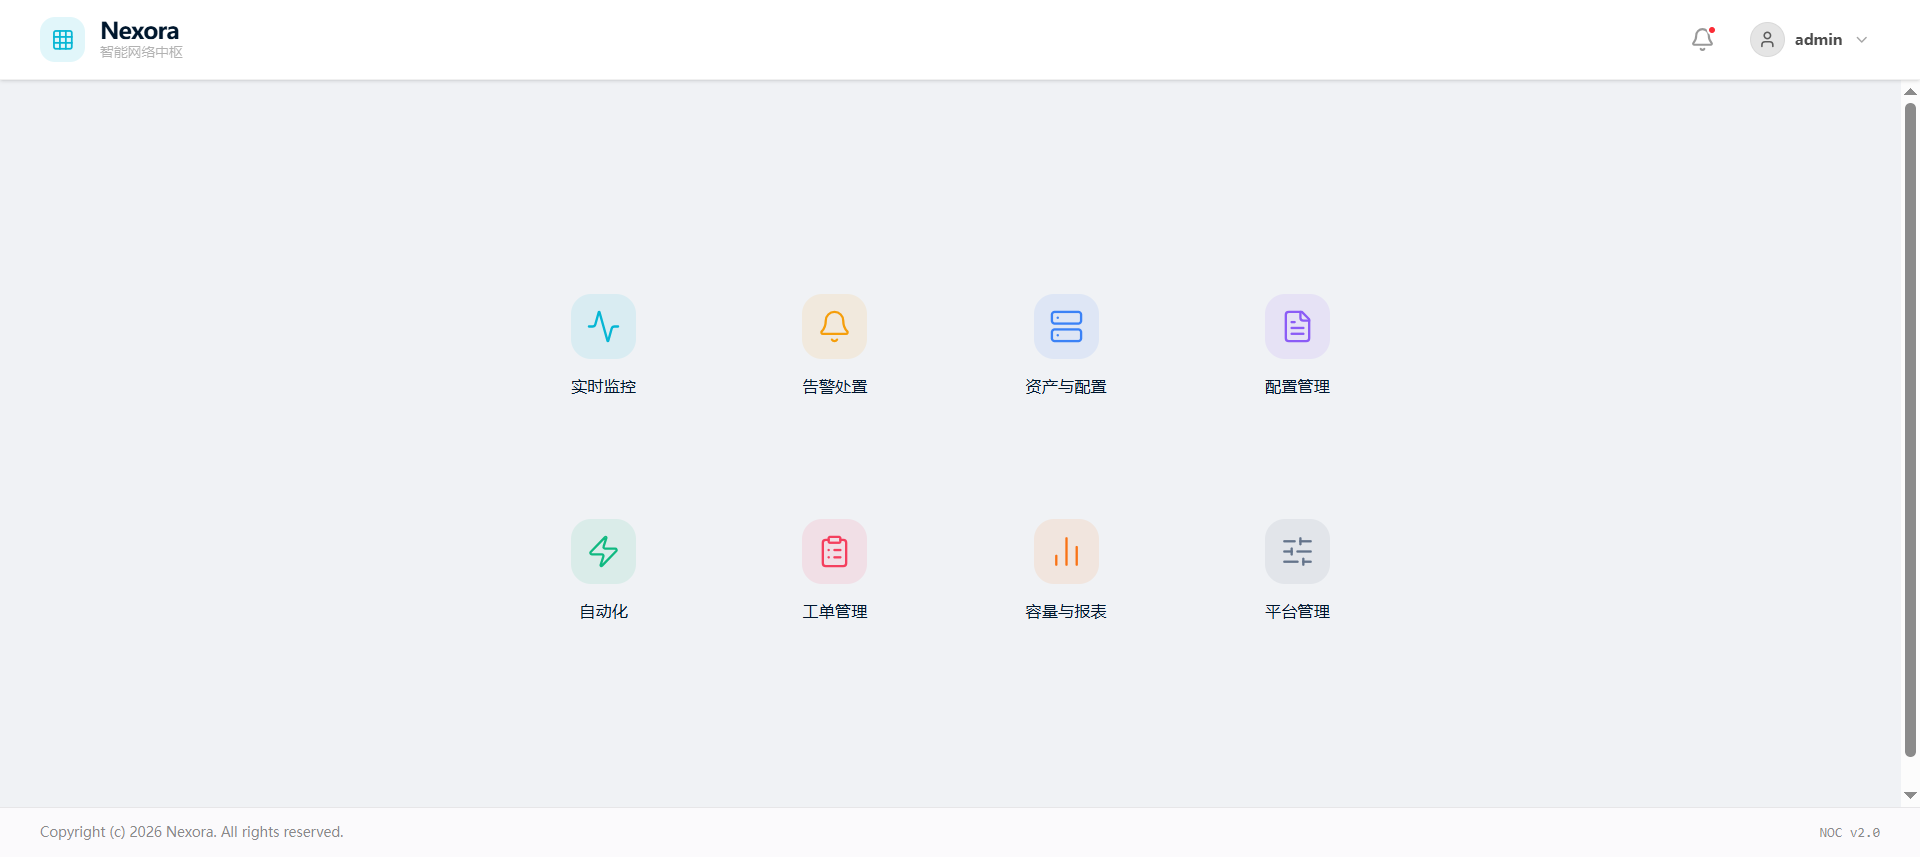 Nexora
智能网络中枢
admin
实时监控
告警处置
资产与配置
配置管理
自动化
工单管理
容量与报表
平台管理
Copyright (c) 2026 Nexora. All rights reserved.
NOC v2.0